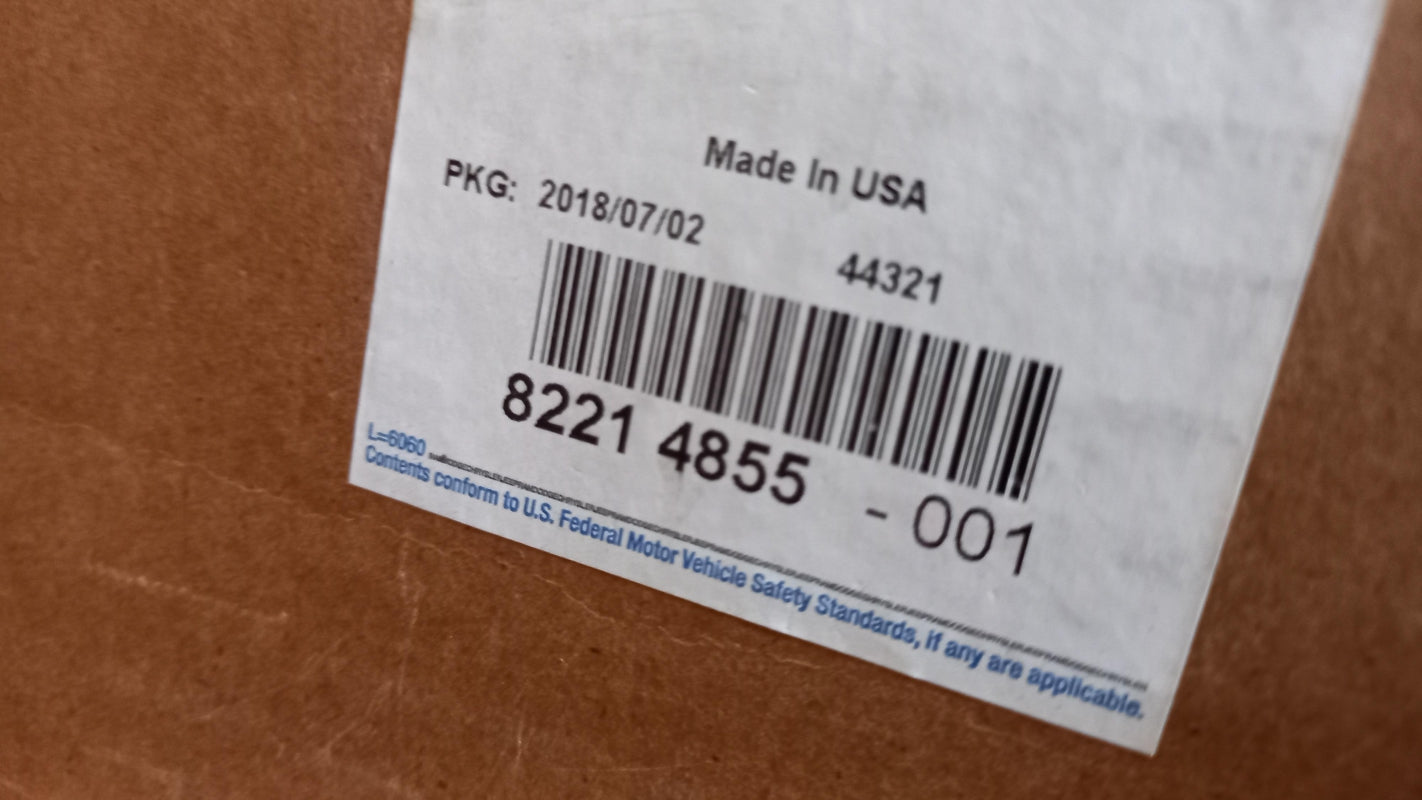 Made In USA
PKG: 2018/07/02
44321
8221 4855 - 001
L=6060
Contents conform to U.S. Federal Motor Vehicle Safety Standards, if any are applicable.